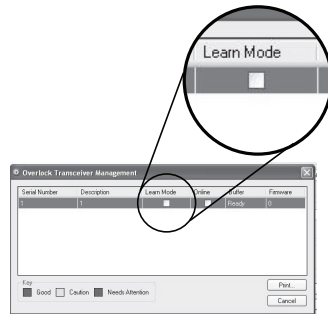 Learn Mode
Overlock Transceiver Management
Serial Number Description Learn Mode Online Buffer Firmware
1 1 Ready 0
Key
Good Caution Needs Attention
Print...
Cancel